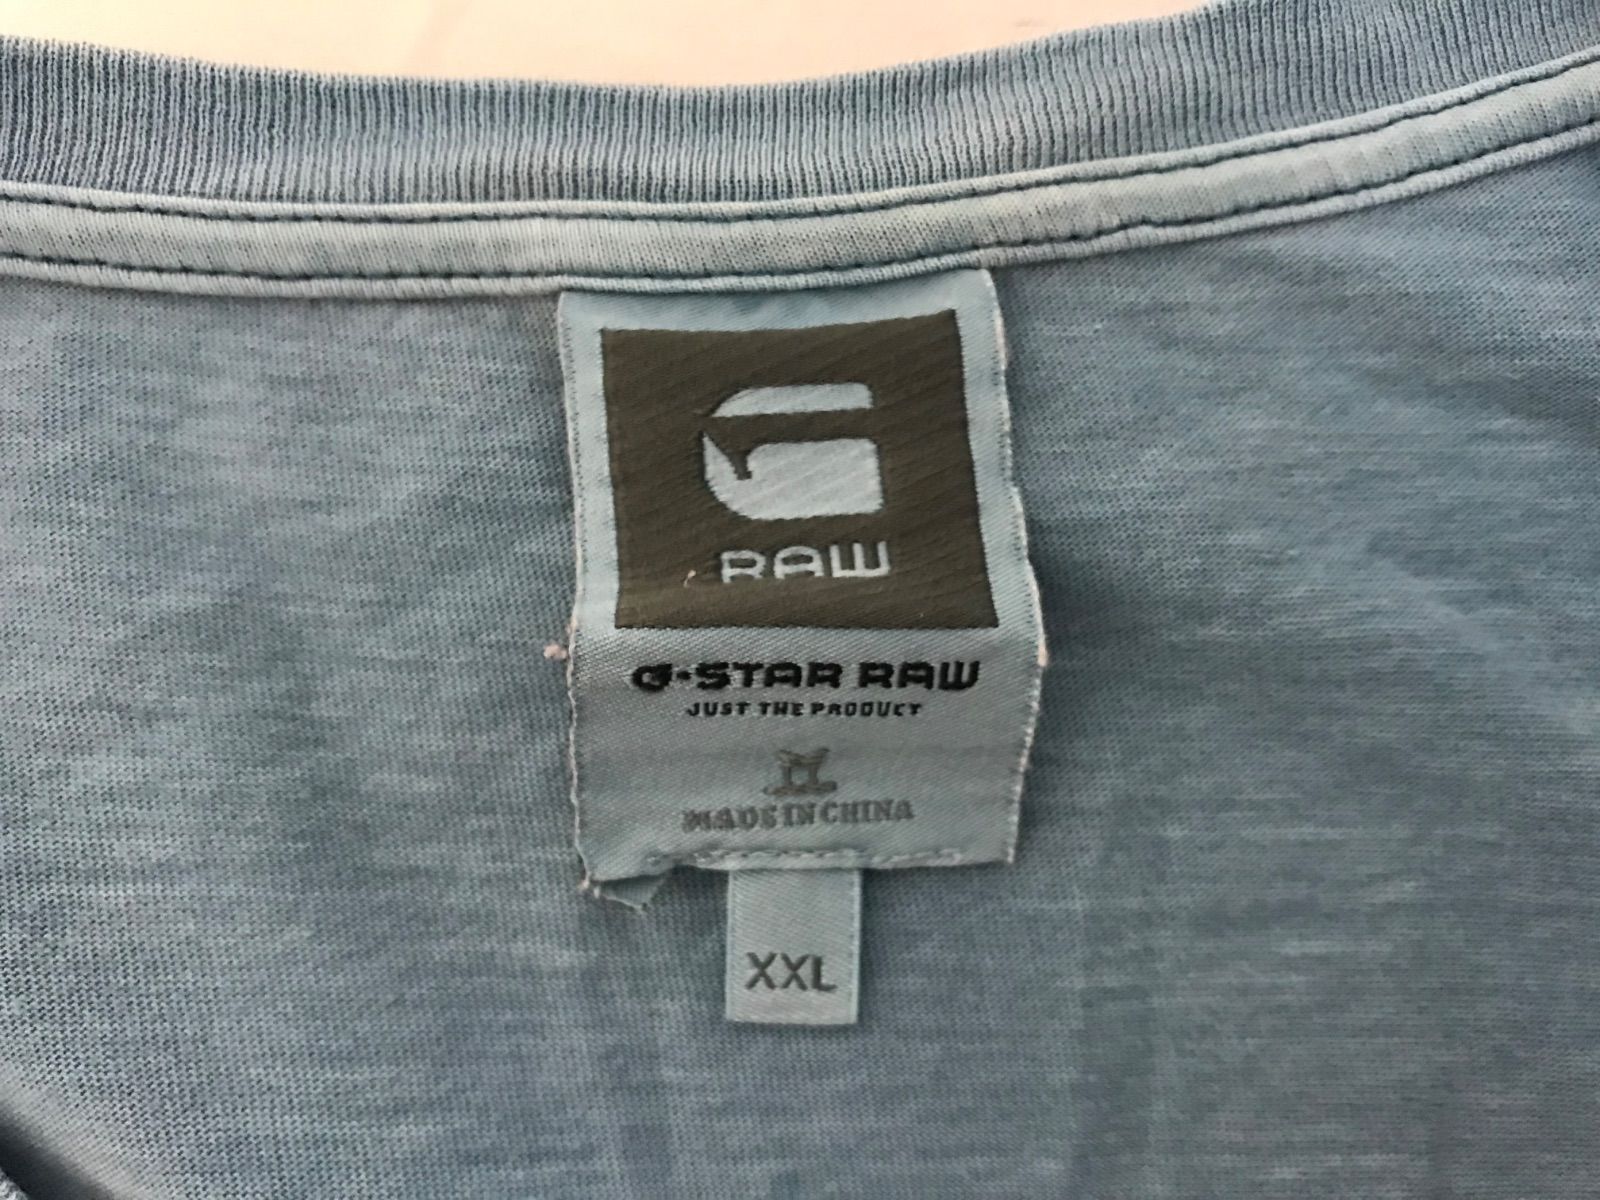 RAW
G-STAR RAW
JUST THE PRODUCT
MADE IN CHINA
XXL